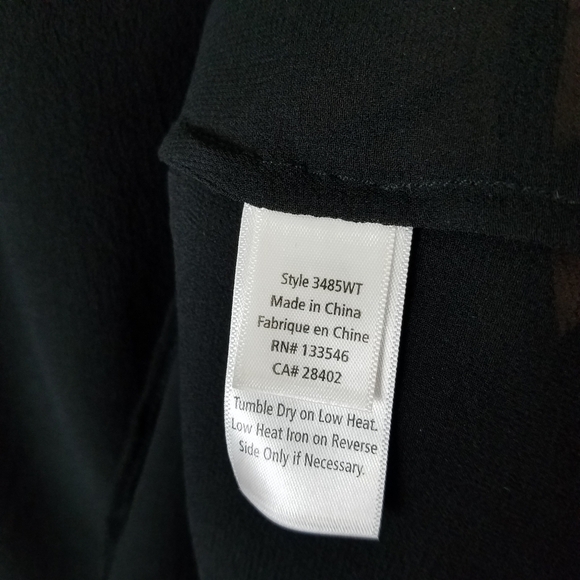 Style 3485WT
Made in China
Fabrique en Chine
RN# 133546
CA# 28402
Tumble Dry on Low Heat.
Low Heat Iron on Reverse
Side Only if Necessary.